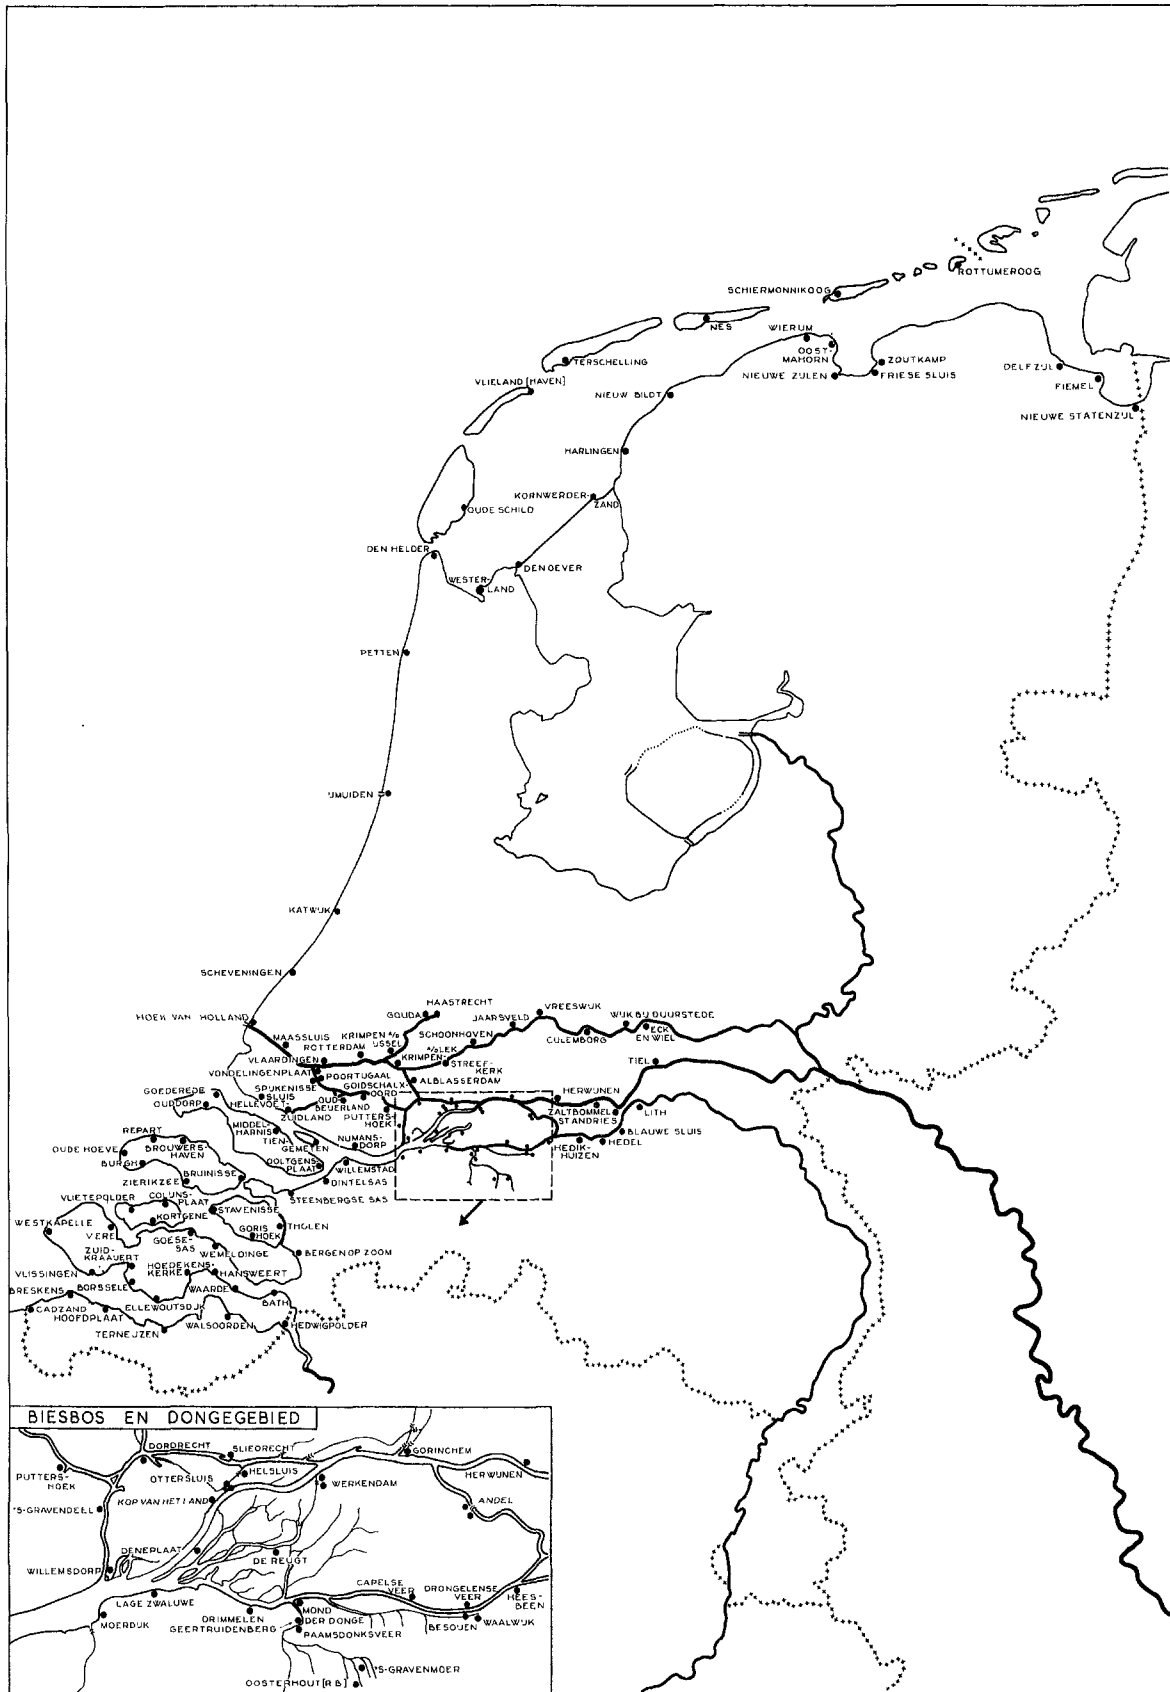 ROTTUMEROOG
SCHIERMONNIKOOG
NES
WIERUM
OOST-
MAHORN
ZOUTKAMP
TERSCHELLING
NIEUWE ZIJLEN
FRIESE SLUIS
DELFZIJL
FIEMEL
VLIELAND [HAVEN]
NIEUW BILDT
NIEUWE STATENZIJL
HARLINGEN
KORNWERDER-
ZAND
OUDE SCHILD
DEN HELDER
DEN OEVER
WESTER-
LAND
PETTEN
IJMUIDEN
KATWIJK
SCHEVENINGEN
HOEK VAN HOLLAND
HAASTRECHT
GOUDA
VREESWIJK
JAARSVELD
WIJK BIJ DUURSTEDE
ECK
EN WIEL
CULEMBORG
MAASSLUIS
KRIMPEN a/d
IJSSEL
SCHOONHOVEN
ROTTERDAM
a/d LEK
KRIMPEN-
STREEF-
KERK
TIEL
VLAARDINGEN
VONDELINGENPLAAT
POORTUGAAL
ALBLASSERDAM
SPIJKENISSE
GOIDSCHALX-
OORD
GOEDEREDE
SLUIS
HELLEVOET-
OUD-
BEIJERLAND
HERWIJNEN
OUDDORP
ZUIDLAND
PUTTERS-
HOEK
ZALTBOMMEL
LITH
ST ANDRIES
MIDDEL-
HARNIS
TIEN-
GEMETEN
NUMANS-
DORP
BLAUWE SLUIS
HEDEL
HEDIK-
HUIZEN
REPART
BROUWERS-
HAVEN
OUDE HOEVE
BURGH
OOLTGENS-
PLAAT
WILLEMSTAD
BRUINISSE
DINTELSAS
ZIERIKZEE
STEENBERGSE SAS
VLIETEPOLDER
COLIJNS-
PLAAT
STAVENISSE
KORTGENE
WESTKAPELLE
VERE
GORIS
HOEK
THOLEN
GOESE-
SAS
ZUID-
KRAAIJERT
WEMELDINGE
BERGEN OP ZOOM
VLISSINGEN
HOEDEKENS-
KERKE
HANSWEERT
BORSSELE
WAARDE
BRESKENS
BATH
ELLEWOUTSDIJK
CADZAND
HOOFDPLAAT
WALSOORDEN
HEDWIGPOLDER
TERNEUZEN
BIESBOS EN DONGEGEBIED
DORDRECHT
SLIEDRECHT
GORINCHEM
PUTTERS-
HOEK
OTTERSLUIS
HELSLUIS
HERWIJNEN
WERKENDAM
KOP VAN HET LAND
ANDEL
'S-GRAVENDEEL
DENEPLAAT
DE REUGT
WILLEMSDORP
CAPELSE
VEER
DRONGELENSE
VEER
HEES-
BEEN
LAGE ZWALUWE
MOERDIJK
DRIMMELEN
MOND
DER DONGE
GEERTRUIDENBERG
RAAMSDONKSVEER
BESOIJEN
WAALWIJK
'S-GRAVENMOER
OOSTERHOUT [R.B.]